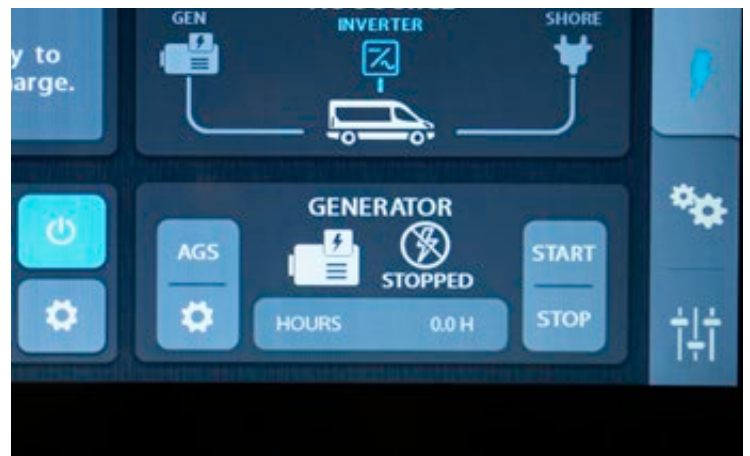 GEN
INVERTER
SHORE
y to
arge.
GENERATOR
AGS
STOPPED
START
HOURS 0.0 H
STOP